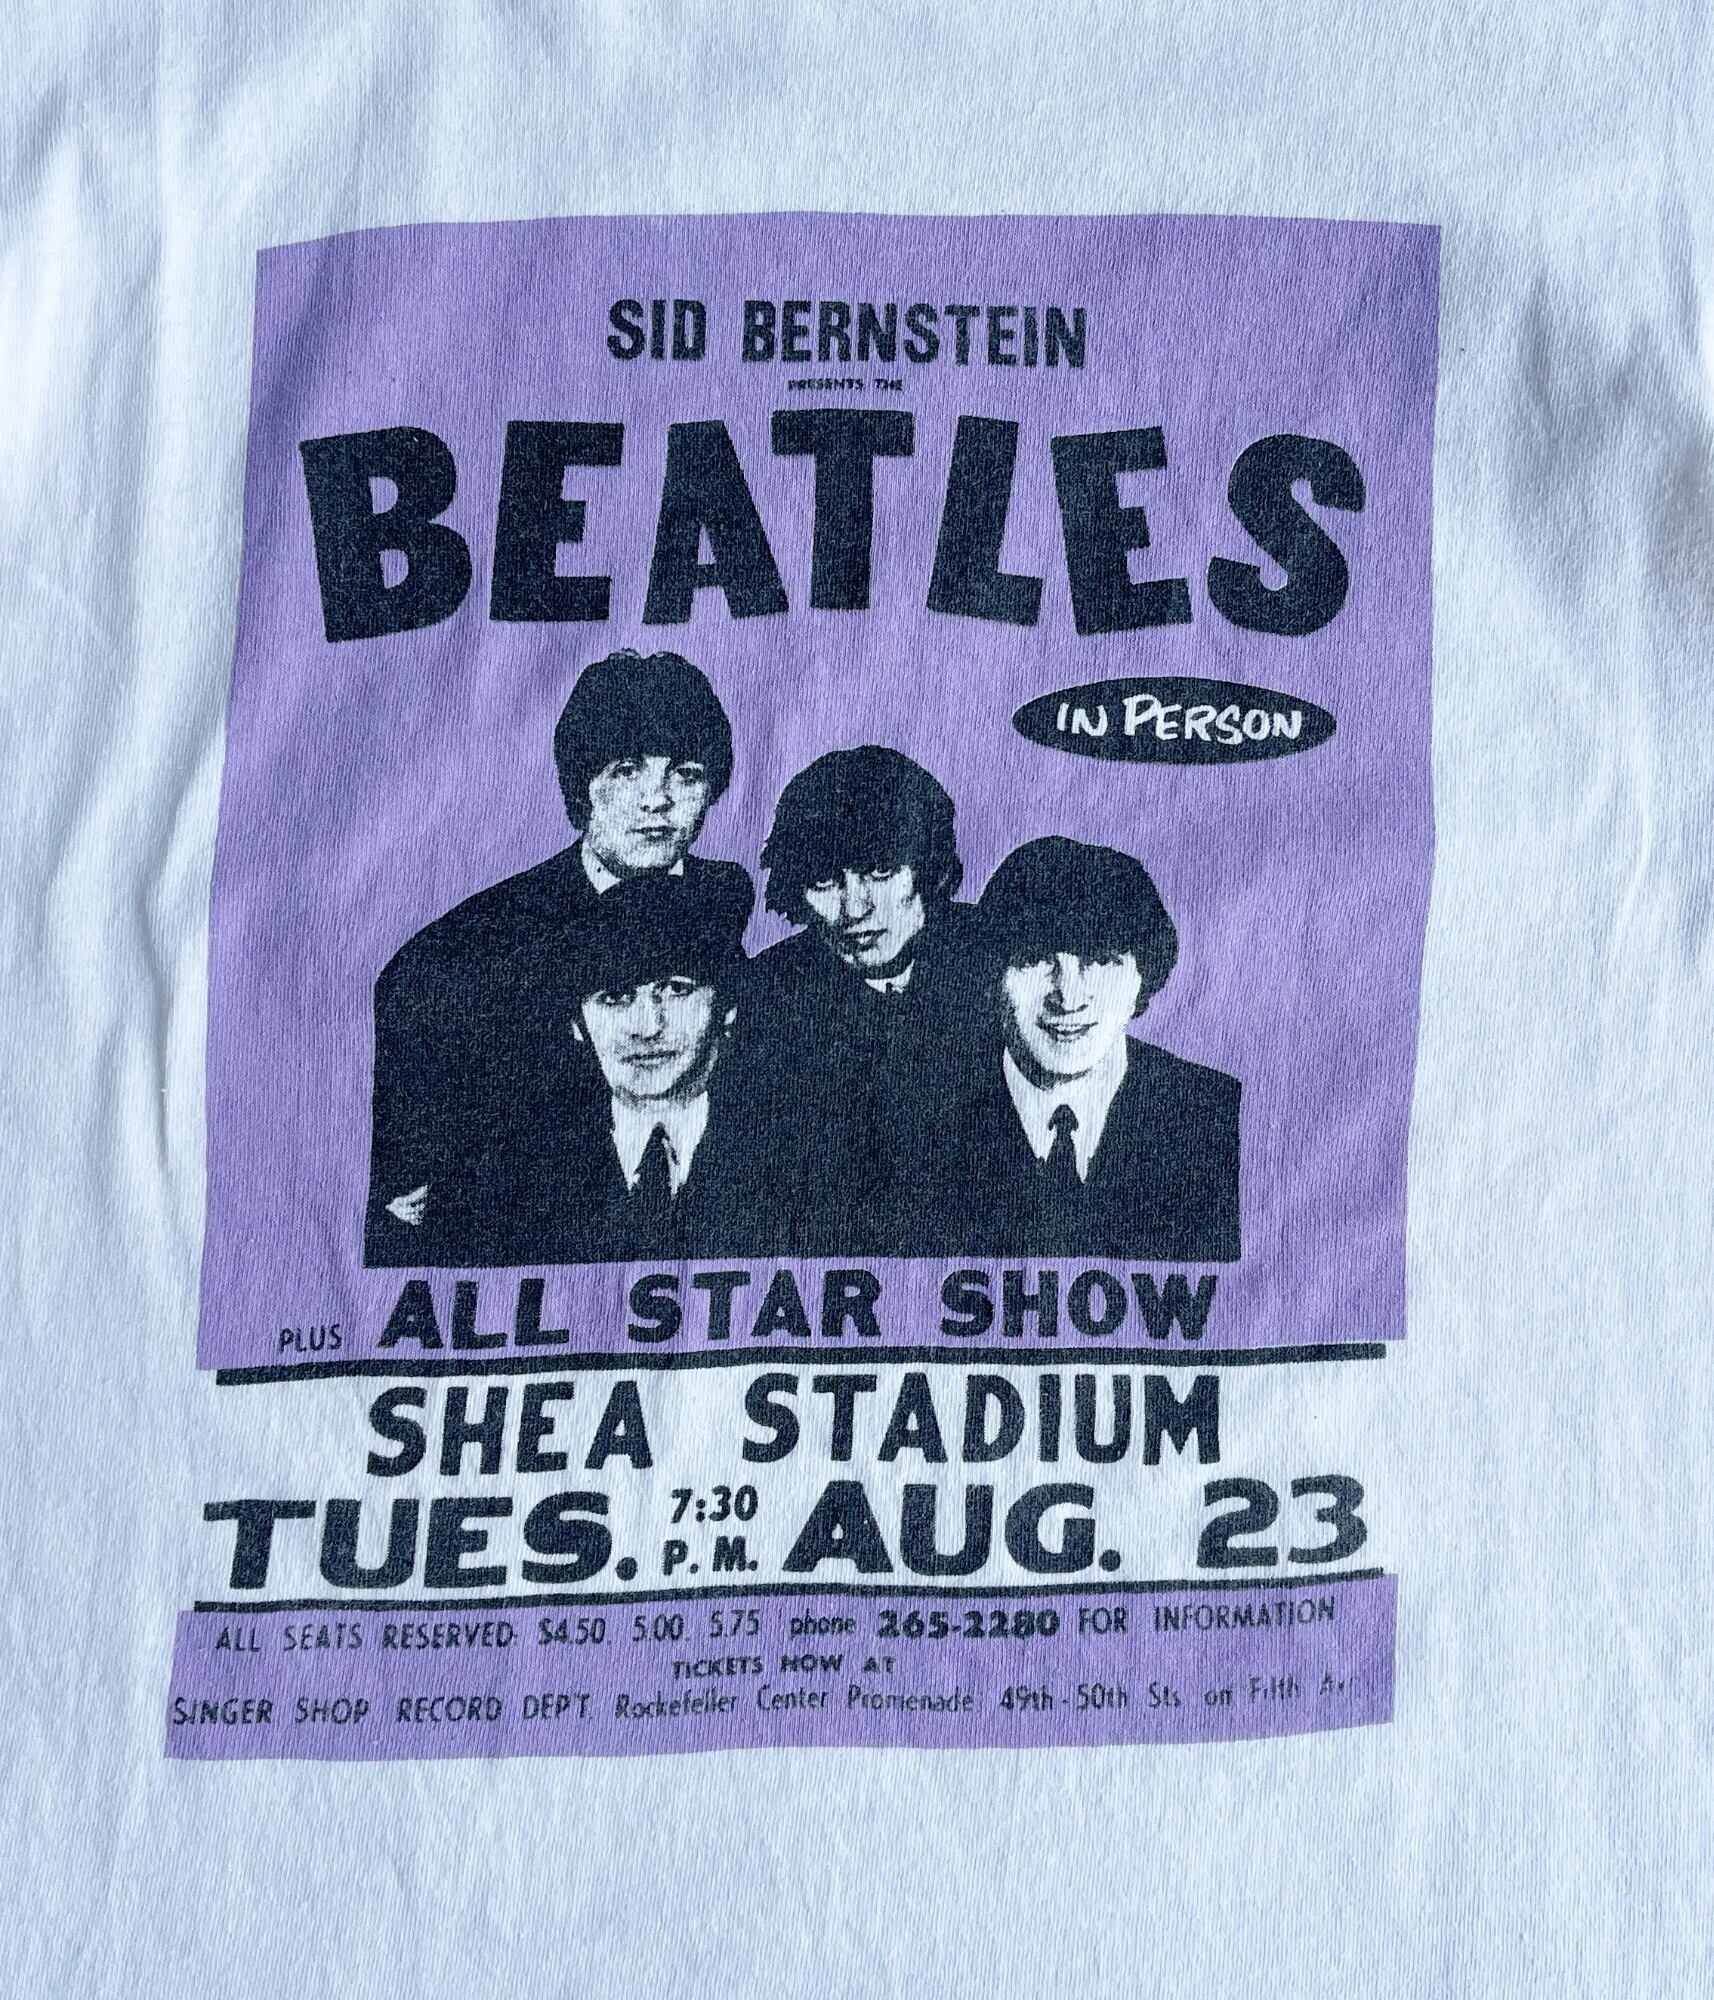 SID BERNSTEIN
PRESENTS THE
BEATLES
IN PERSON
PLUS ALL STAR SHOW
SHEA STADIUM
TUES. 7:30 P. M. AUG. 23
ALL SEATS RESERVED: $4.50, 5.00, 5.75 phone 265-2280 FOR INFORMATION
TICKETS NOW AT
SINGER SHOP RECORD DEP'T. Rockefeller Center Promenade, 49th - 50th Sts on Fifth